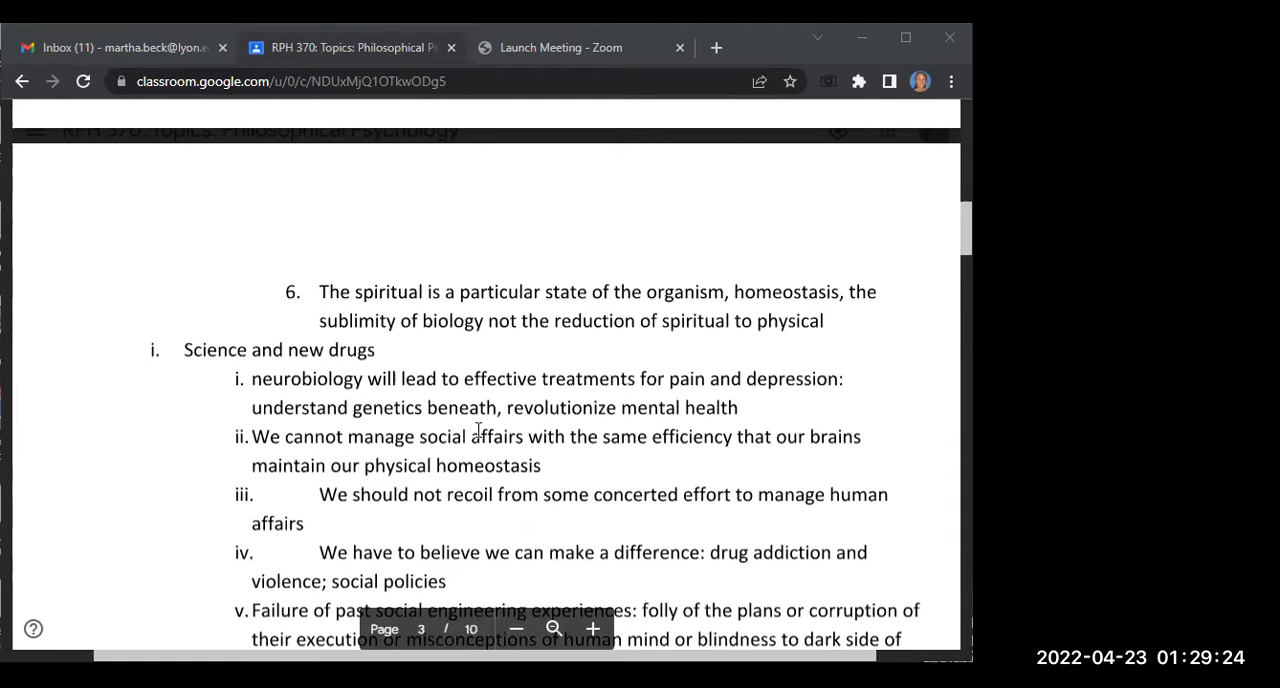 Inbox (11) - martha.beck@lyon.e
RPH 370: Topics: Philosophical Ps
Launch Meeting - Zoom
classroom.google.com/u/0/c/NDUxMjQ1OTkwODg5
RPH 370: Topics: Philosophical Psychology
6. The spiritual is a particular state of the organism, homeostasis, the
sublimity of biology not the reduction of spiritual to physical
i. Science and new drugs
i. neurobiology will lead to effective treatments for pain and depression:
understand genetics beneath, revolutionize mental health
ii. We cannot manage social affairs with the same efficiency that our brains
maintain our physical homeostasis
iii. We should not recoil from some concerted effort to manage human
affairs
iv. We have to believe we can make a difference: drug addiction and
violence; social policies
v. Failure of past social engineering experiences: folly of the plans or corruption of
their execution or misconceptions of human mind or blindness to dark side of
Page 3 / 10
2022-04-23 01:29:24